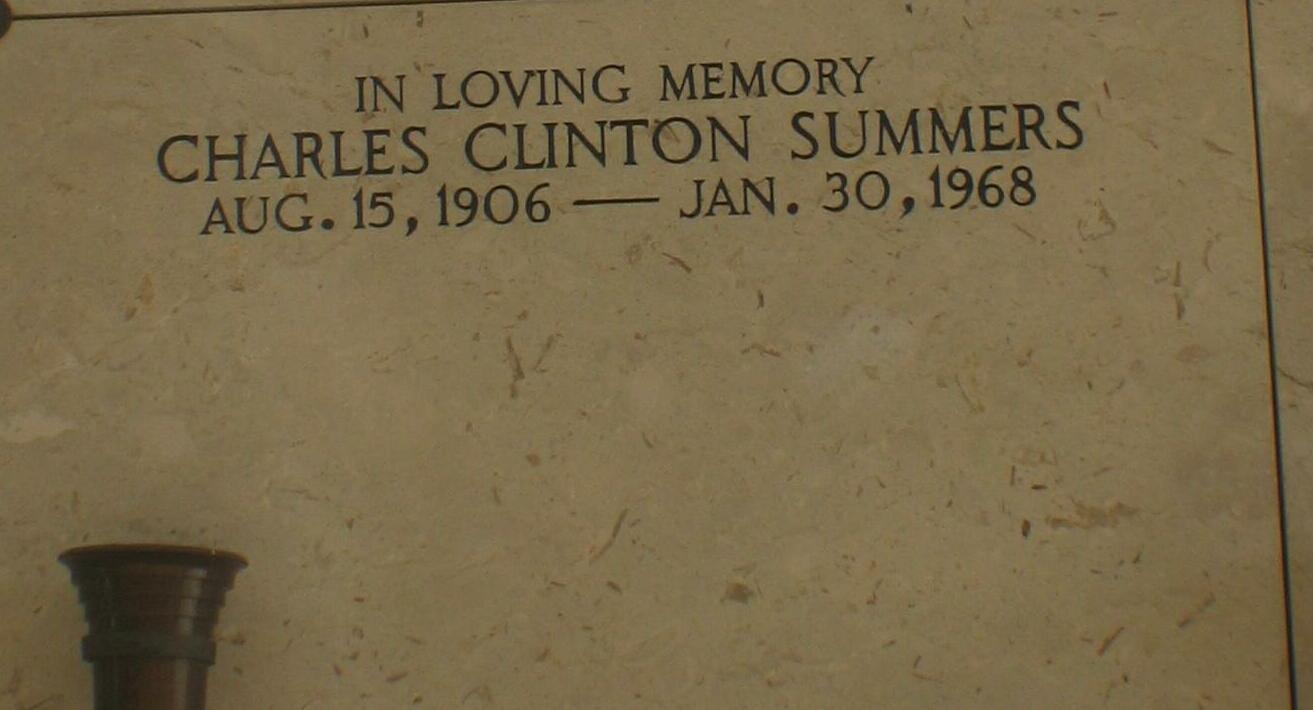 IN LOVING MEMORY
CHARLES CLINTON SUMMERS
AUG. 15, 1906 — JAN. 30, 1968